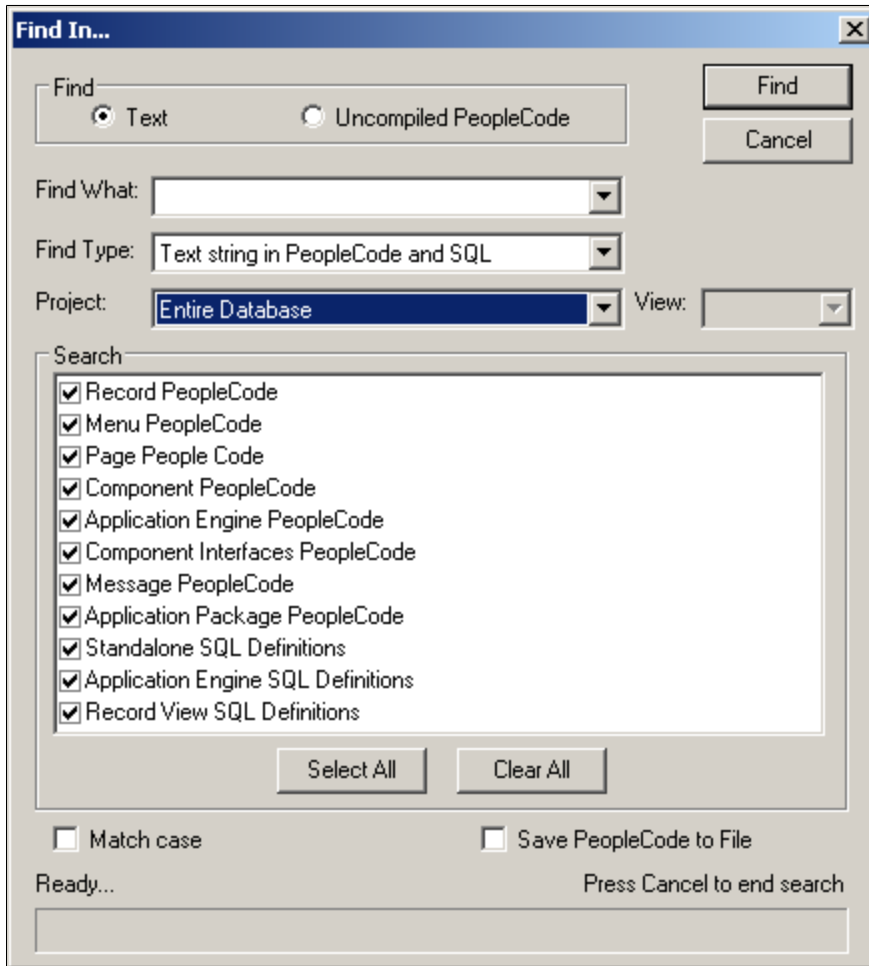 Find In...
Find
Text
Uncompiled PeopleCode
Find
Cancel
Find What:
Find Type: Text string in PeopleCode and SQL
Project: Entire Database View:
Search
Record PeopleCode
Menu PeopleCode
Page People Code
Component PeopleCode
Application Engine PeopleCode
Component Interfaces PeopleCode
Message PeopleCode
Application Package PeopleCode
Standalone SQL Definitions
Application Engine SQL Definitions
Record View SQL Definitions
Select All Clear All
Match case Save PeopleCode to File
Ready... Press Cancel to end search